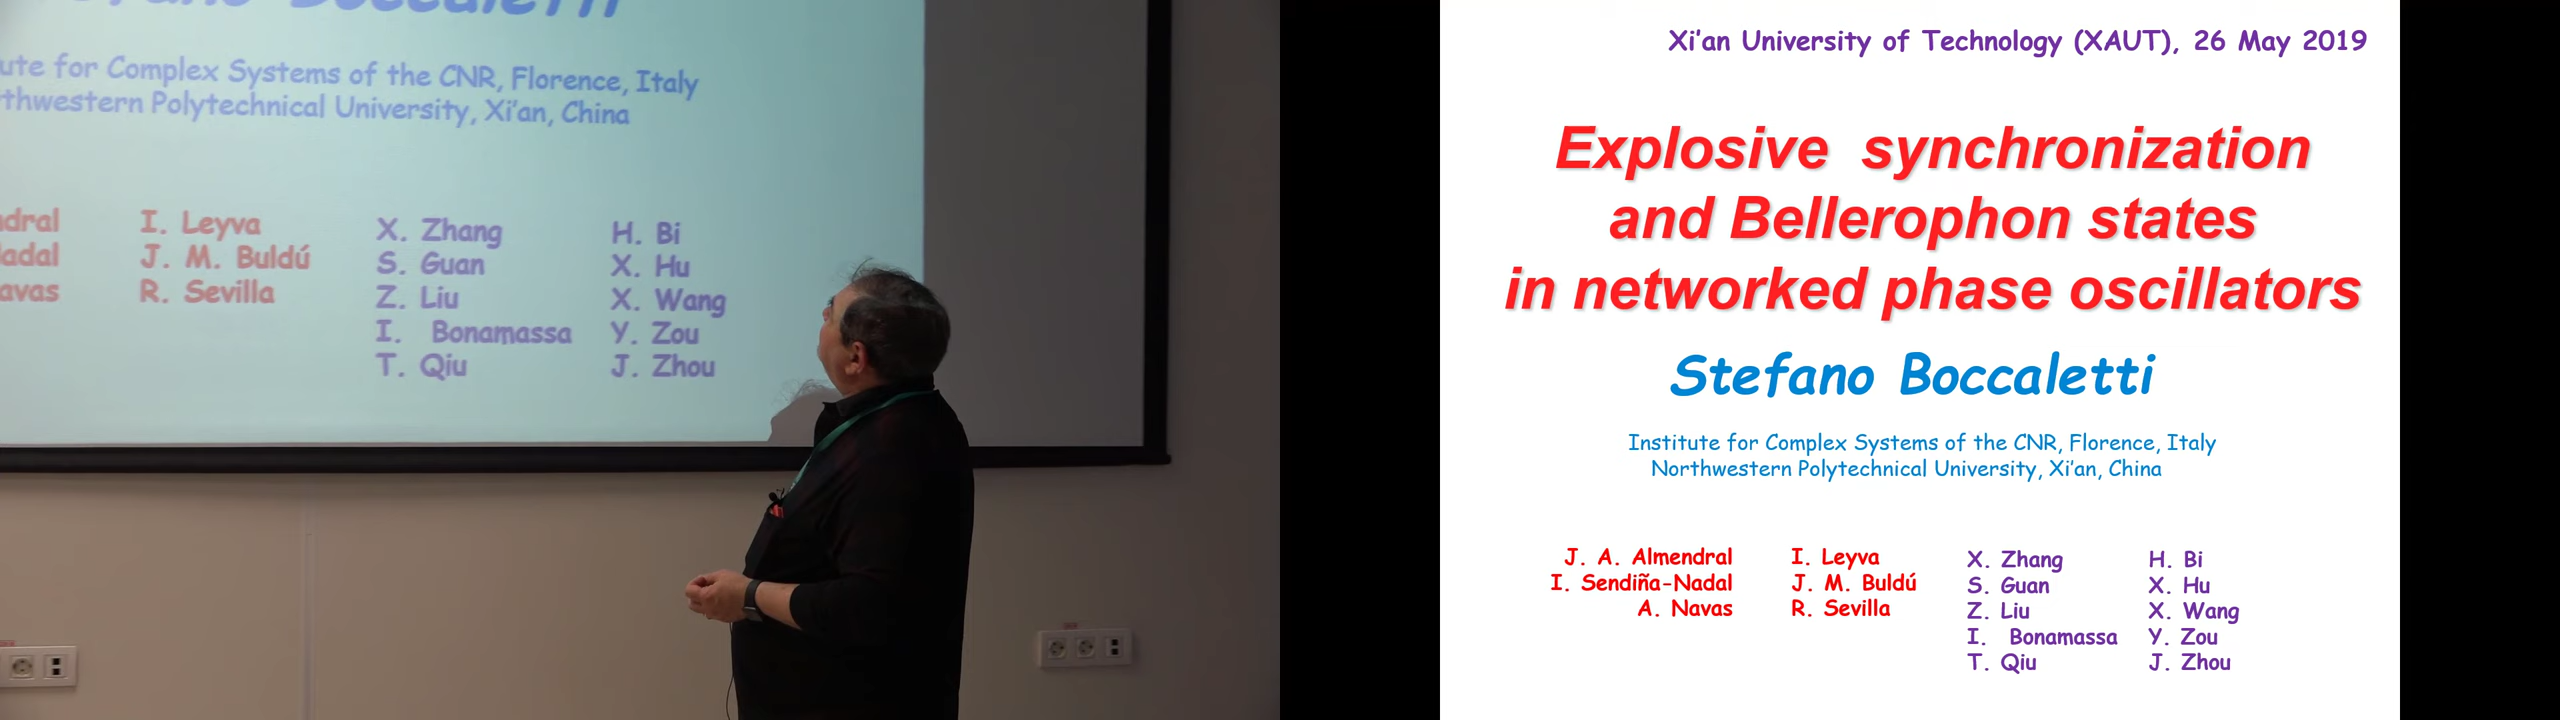 Stefano Boccaletti
ute for Complex Systems of the CNR, Florence, Italy
thwestern Polytechnical University, Xi'an, China
ndral I. Leyva X. Zhang H. Bi
Nadal J. M. Buldú S. Guan X. Hu
avas R. Sevilla Z. Liu X. Wang
I. Bonamassa Y. Zou
T. Qiu J. Zhou
Xi'an University of Technology (XAUT), 26 May 2019
Explosive synchronization
and Bellerophon states
in networked phase oscillators
Stefano Boccaletti
Institute for Complex Systems of the CNR, Florence, Italy
Northwestern Polytechnical University, Xi'an, China
J. A. Almendral I. Leyva X. Zhang H. Bi
I. Sendiña-Nadal J. M. Buldú S. Guan X. Hu
A. Navas R. Sevilla Z. Liu X. Wang
I. Bonamassa Y. Zou
T. Qiu J. Zhou